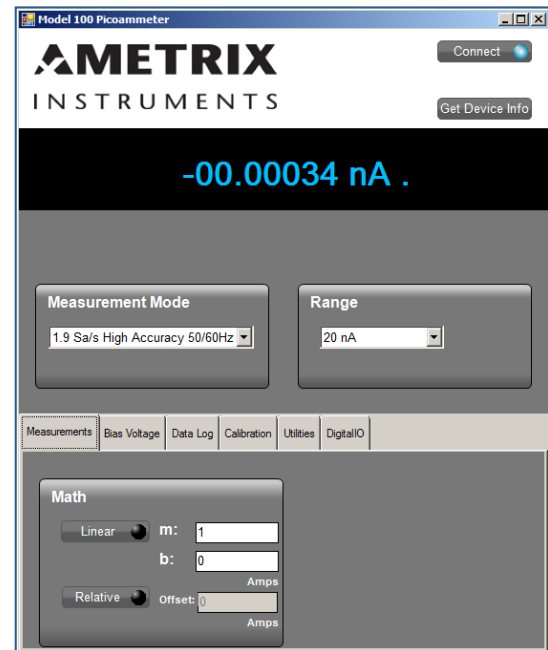 Model 100 Picoammeter
AMETRIX
INSTRUMENTS
Connect
Get Device Info
-00.00034 nA .
Measurement Mode
1.9 Sa/s High Accuracy 50/60Hz
Range
20 nA
Measurements Bias Voltage Data Log Calibration Utilities DigitalIO
Math
Linear m: 1
b: 0
Amps
Relative Offset: 0
Amps